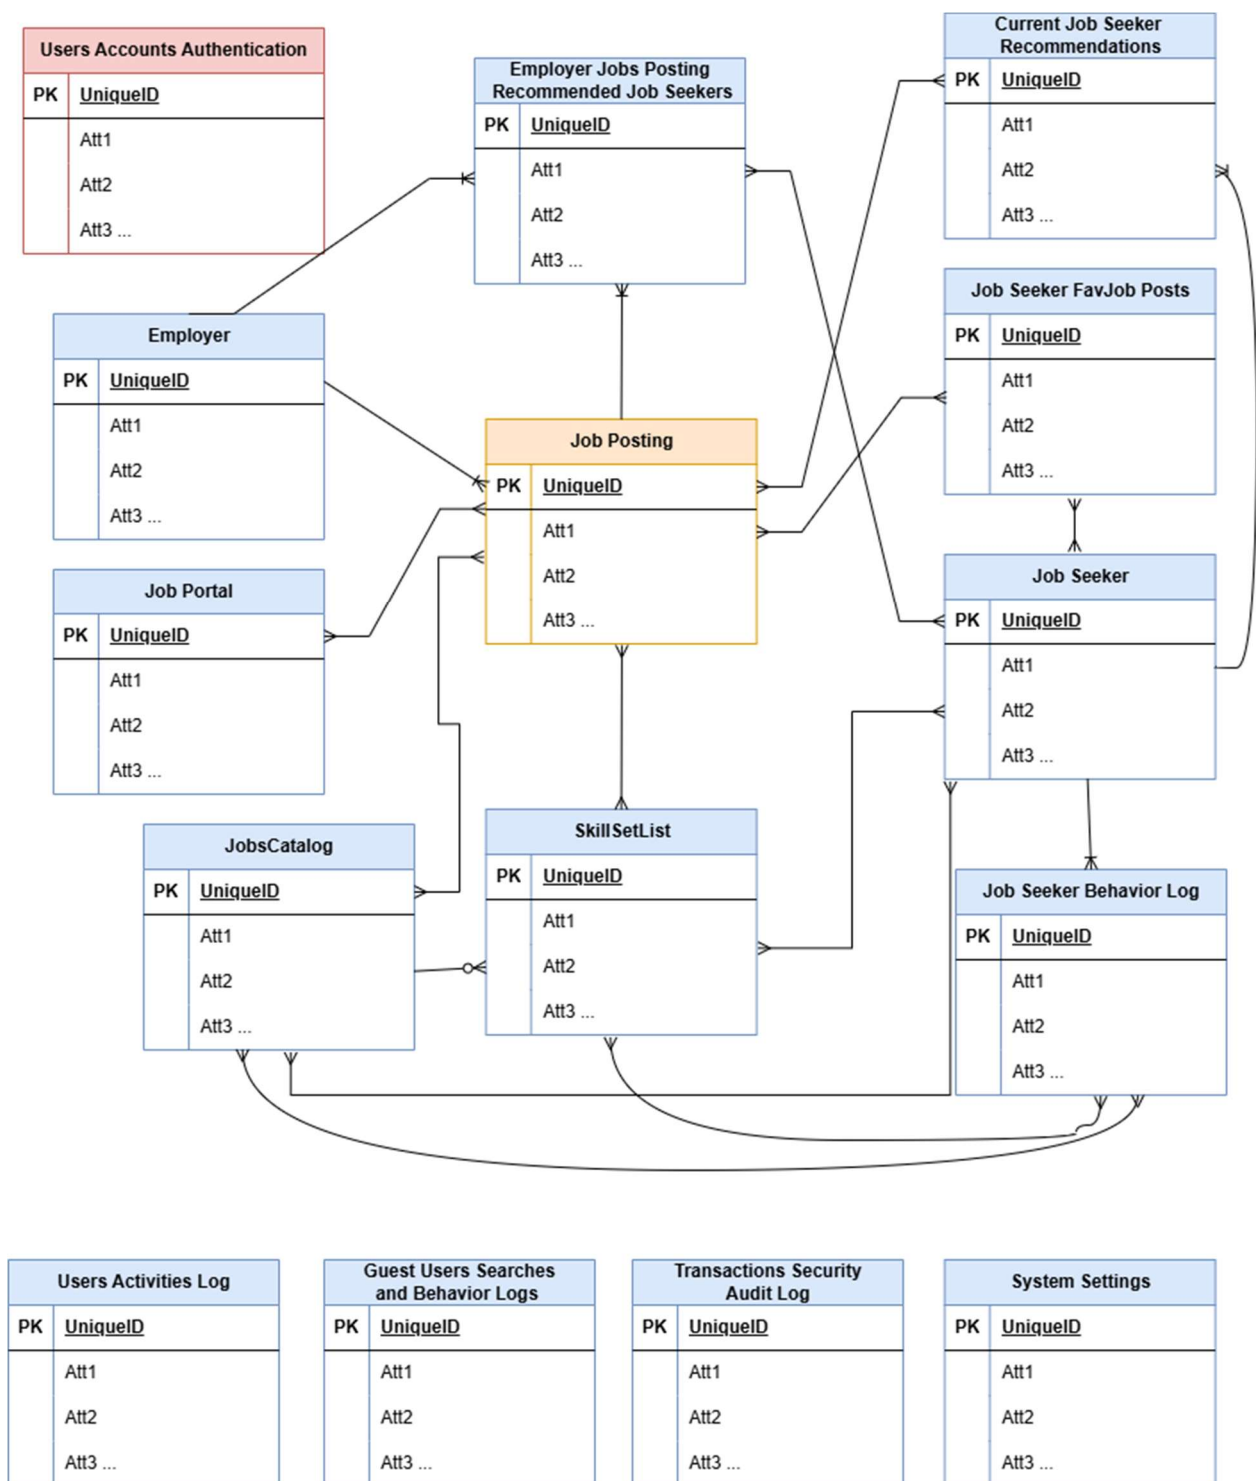 Users Accounts Authentication
PK UniqueID
Att1
Att2
Att3 ...
Employer Jobs Posting
Recommended Job Seekers
PK UniqueID
Att1
Att2
Att3 ...
Current Job Seeker
Recommendations
PK UniqueID
Att1
Att2
Att3 ...
Job Seeker FavJob Posts
PK UniqueID
Att1
Att2
Att3 ...
Employer
PK UniqueID
Att1
Att2
Att3 ...
Job Posting
PK UniqueID
Att1
Att2
Att3 ...
Job Seeker
PK UniqueID
Att1
Att2
Att3 ...
Job Portal
PK UniqueID
Att1
Att2
Att3 ...
JobsCatalog
PK UniqueID
Att1
Att2
Att3 ...
SkillSetList
PK UniqueID
Att1
Att2
Att3 ...
Job Seeker Behavior Log
PK UniqueID
Att1
Att2
Att3 ...
Users Activities Log
PK UniqueID
Att1
Att2
Att3 ...
Guest Users Searches
and Behavior Logs
PK UniqueID
Att1
Att2
Att3 ...
Transactions Security
Audit Log
PK UniqueID
Att1
Att2
Att3 ...
System Settings
PK UniqueID
Att1
Att2
Att3 ...